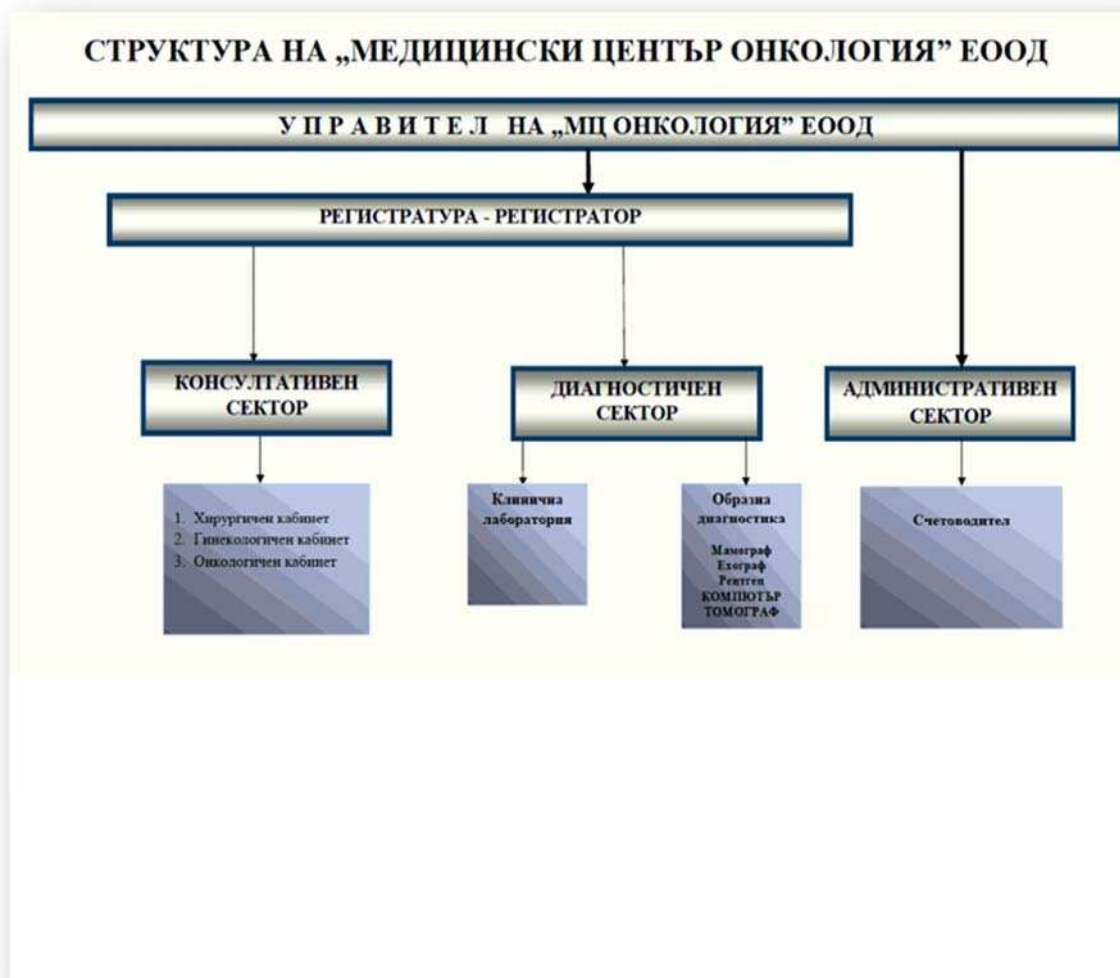 СТРУКТУРА НА „МЕДИЦИНСКИ ЦЕНТЪР ОНКОЛОГИЯ” ЕООД
У П Р А В И Т Е Л НА „МЦ ОНКОЛОГИЯ” ЕООД
РЕГИСТРАТУРА - РЕГИСТРАТОР
КОНСУЛТАТИВЕН
СЕКТОР
ДИАГНОСТИЧЕН
СЕКТОР
АДМИНИСТРАТИВЕН
СЕКТОР
1. Хирургичен кабинет
2. Гинекологичен кабинет
3. Онкологичен кабинет
Клинична
лаборатория
Образна
диагностика
Мамограф
Ехограф
Рентген
КОМПЮТЪР
ТОМОГРАФ
Счетоводител